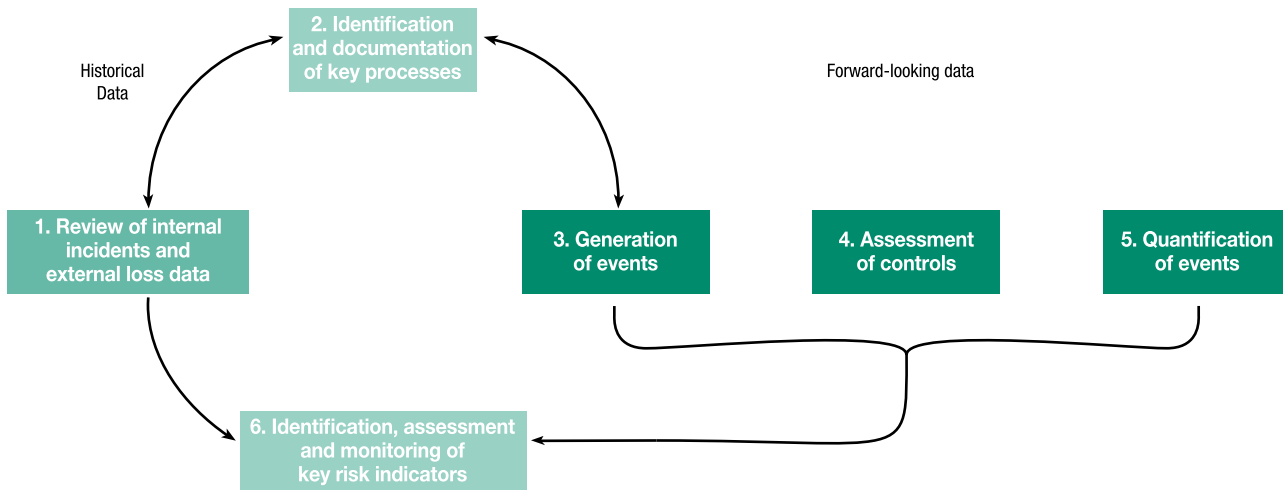 2. Identification
and documentation
of key processes
Historical
Data
Forward-looking data
1. Review of internal
incidents and
external loss data
3. Generation
of events
4. Assessment
of controls
5. Quantification
of events
6. Identification, assessment
and monitoring of
key risk indicators